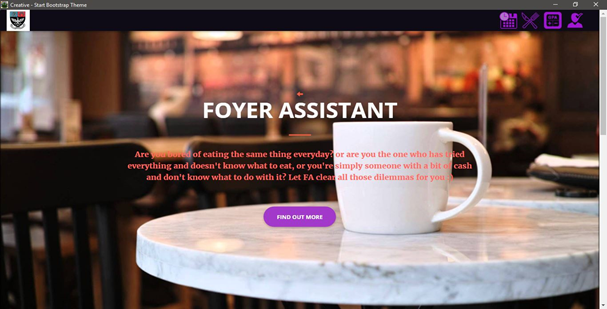 Creative - Start Bootstrap Theme
FOYER ASSISTANT
Are you bored of eating the same thing everyday? or are you the one who has tried
everything and doesn't know what to eat, or you're simply someone with a bit of cash
and don't know what to do with it? Let FA clear all those dilemmas for you :)
FIND OUT MORE